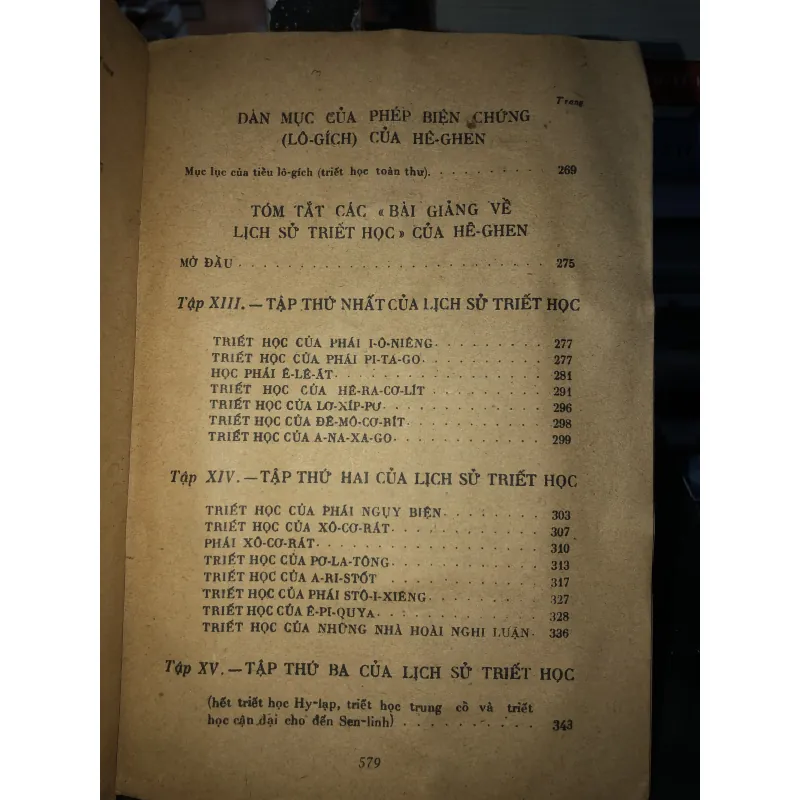 Trang
DÀN MỤC CỦA PHÉP BIỆN CHỨNG
(LÔ-GÍCH) CỦA HÊ-GHEN
Mục lục của tiểu lô-gích (triết học toàn thư). . . . . . . . . . 269
TÓM TẮT CÁC «BÀI GIẢNG VỀ
LỊCH SỬ TRIẾT HỌC» CỦA HÊ-GHEN
MỞ ĐẦU . . . . . . . . . . . . . . . . . . . . . . . . 275
Tập XIII. — TẬP THỨ NHẤT CỦA LỊCH SỬ TRIẾT HỌC
TRIẾT HỌC CỦA PHÁI I-Ô-NIÊNG . . . . . . . . . 277
TRIẾT HỌC CỦA PHÁI PI-TA-GO . . . . . . . . . . 277
HỌC PHÁI Ê-LÊ-ÁT . . . . . . . . . . . . . . . 281
TRIẾT HỌC CỦA HÊ-RA-CƠ-LÍT . . . . . . . . . 291
TRIẾT HỌC CỦA LƠ-XÍP-PƯ . . . . . . . . . . . . 296
TRIẾT HỌC CỦA ĐÊ-MÔ-CƠ-RÍT . . . . . . . . . . 298
TRIẾT HỌC CỦA A-NA-XA-GO . . . . . . . . . . . 299
Tập XIV. — TẬP THỨ HAI CỦA LỊCH SỬ TRIẾT HỌC
TRIẾT HỌC CỦA PHÁI NGỤY BIỆN . . . . . . . . 303
TRIẾT HỌC CỦA XÔ-CƠ-RÁT . . . . . . . . . . . . 307
PHÁI XÔ-CƠ-RÁT . . . . . . . . . . . . . . . . . 310
TRIẾT HỌC CỦA PƠ-LA-TÔNG . . . . . . . . . . . 313
TRIẾT HỌC CỦA A-RI-STỐT . . . . . . . . . . . . 317
TRIẾT HỌC CỦA PHÁI STÔ-I-XIÊNG . . . . . . . . . 327
TRIẾT HỌC CỦA Ê-PI-QUYA . . . . . . . . . . . . 328
TRIẾT HỌC CỦA NHỮNG NHÀ HOÀI NGHI LUẬN . 336
Tập XV. — TẬP THỨ BA CỦA LỊCH SỬ TRIẾT HỌC
(hết triết học Hy-lạp, triết học trung cổ và triết
học cận đại cho đến Sen-linh) . . . . . . . . . . 343
579